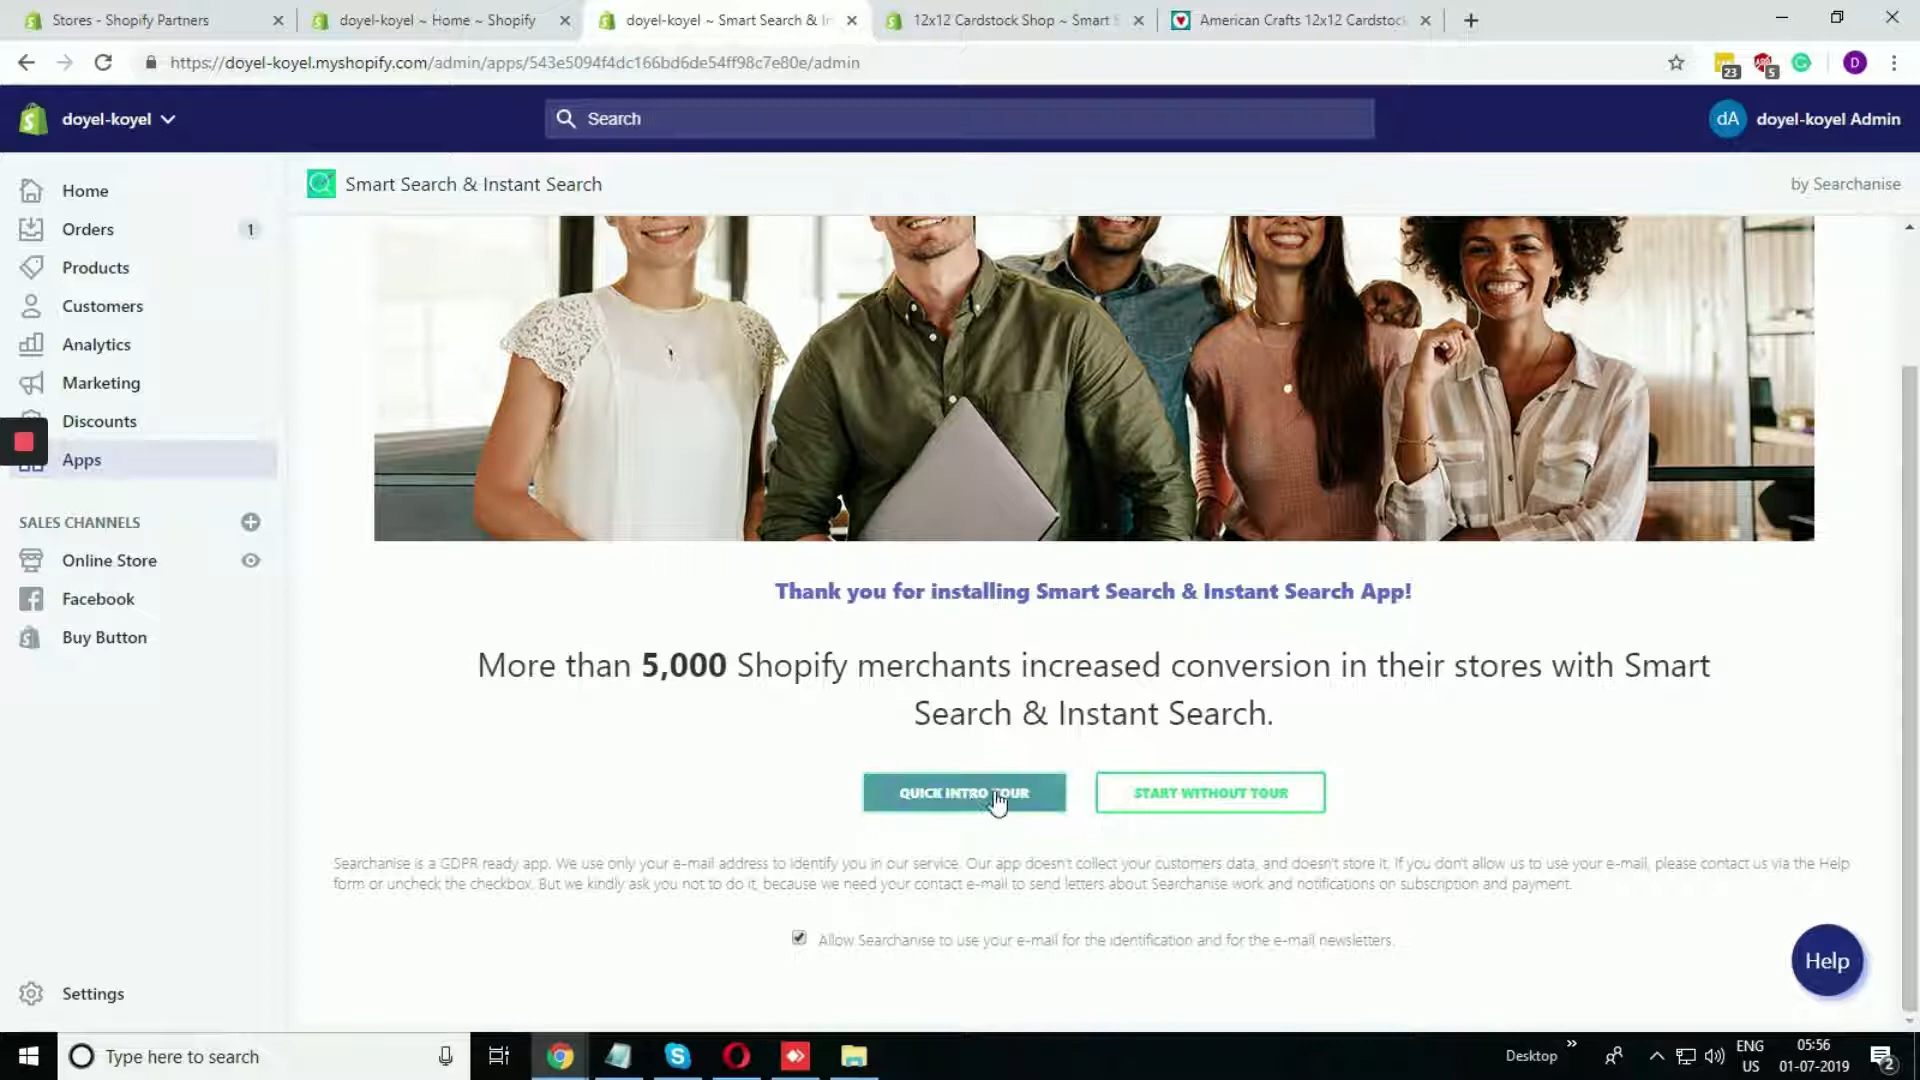 Stores - Shopify Partners
doyel-koyel ~ Home ~ Shopify
doyel-koyel ~ Smart Search & In
12x12 Cardstock Shop ~ Smart S
American Crafts 12x12 Cardstock
https://doyel-koyel.myshopify.com/admin/apps/543e5094f4dc166bd6de54ff98c7e80e/admin
23
5
D
doyel-koyel
Search
dA
doyel-koyel Admin
Home
Orders
1
Products
Customers
Analytics
Marketing
Discounts
Apps
SALES CHANNELS
Online Store
Facebook
Buy Button
Settings
Smart Search & Instant Search
by Searchanise
Thank you for installing Smart Search & Instant Search App!
More than 5,000 Shopify merchants increased conversion in their stores with Smart
Search & Instant Search.
QUICK INTRO TOUR
START WITHOUT TOUR
Searchanise is a GDPR ready app. We use only your e-mail address to identify you in our service. Our app doesn't collect your customers data, and doesn't store it. If you don't allow us to use your e-mail, please contact us via the Help
form or uncheck the checkbox. But we kindly ask you not to do it, because we need your contact e-mail to send letters about Searchanise work and notifications on subscription and payment.
Allow Searchanise to use your e-mail for the identification and for the e-mail newsletters.
Help
Type here to search
Desktop
ENG
US
05:56
01-07-2019
2